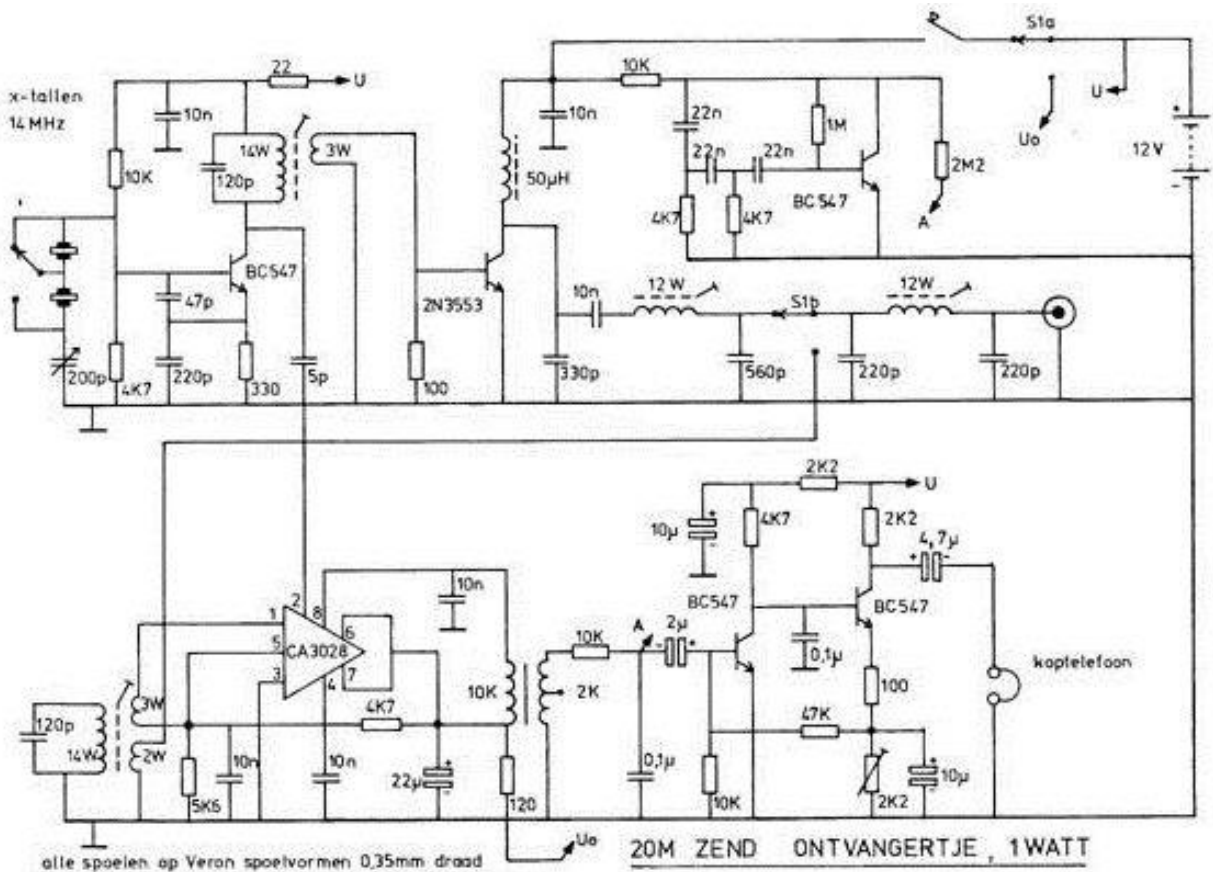 S1a
22
U
10K
x-tallen
14 MHz
10n
10n
22n
1M
U
Uo
12V
14W
3W
120p
10K
50µH
22n
22n
2M2
BC547
A
4K7
4K7
BC547
47p
2N3553
10n
12W
S1b
12W
200p
4K7
220p
330
5p
100
330p
560p
220p
220p
2K2
U
10µ
4K7
2K2
4,7µ
10n
BC547
BC547
1
2
8
6
5
CA3028
3
4
7
10K
A
2µ
0,1µ
koptelefoon
10K
2K
100
120p
3W
4K7
47K
14W
2W
10n
10n
22µ
0,1µ
5K6
120
10K
2K2
10µ
Uo
20M ZEND ONTVANGERTJE, 1WATT
alle spoelen op Veron spoelvormen 0,35mm draad